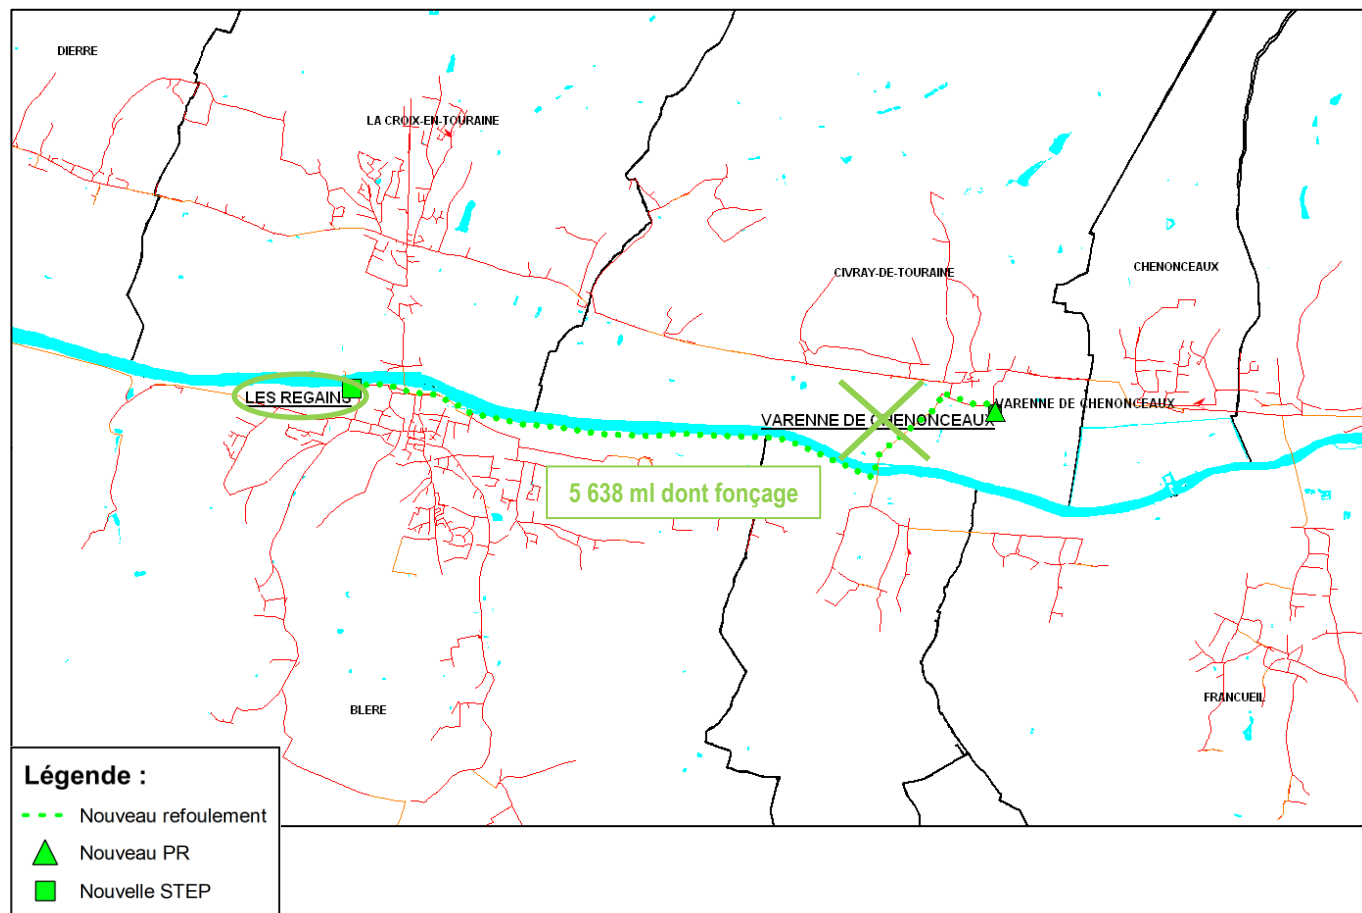 DIERRE
LA CROIX-EN-TOURAINE
CIVRAY-DE-TOURAINE
CHENONCEAUX
LES REGAINS
VARENNE DE CHENONCEAUX
VARENNE DE CHENONCEAUX
5 638 ml dont fonçage
BLERE
FRANCUEIL
Légende :
Nouveau refoulement
Nouveau PR
Nouvelle STEP